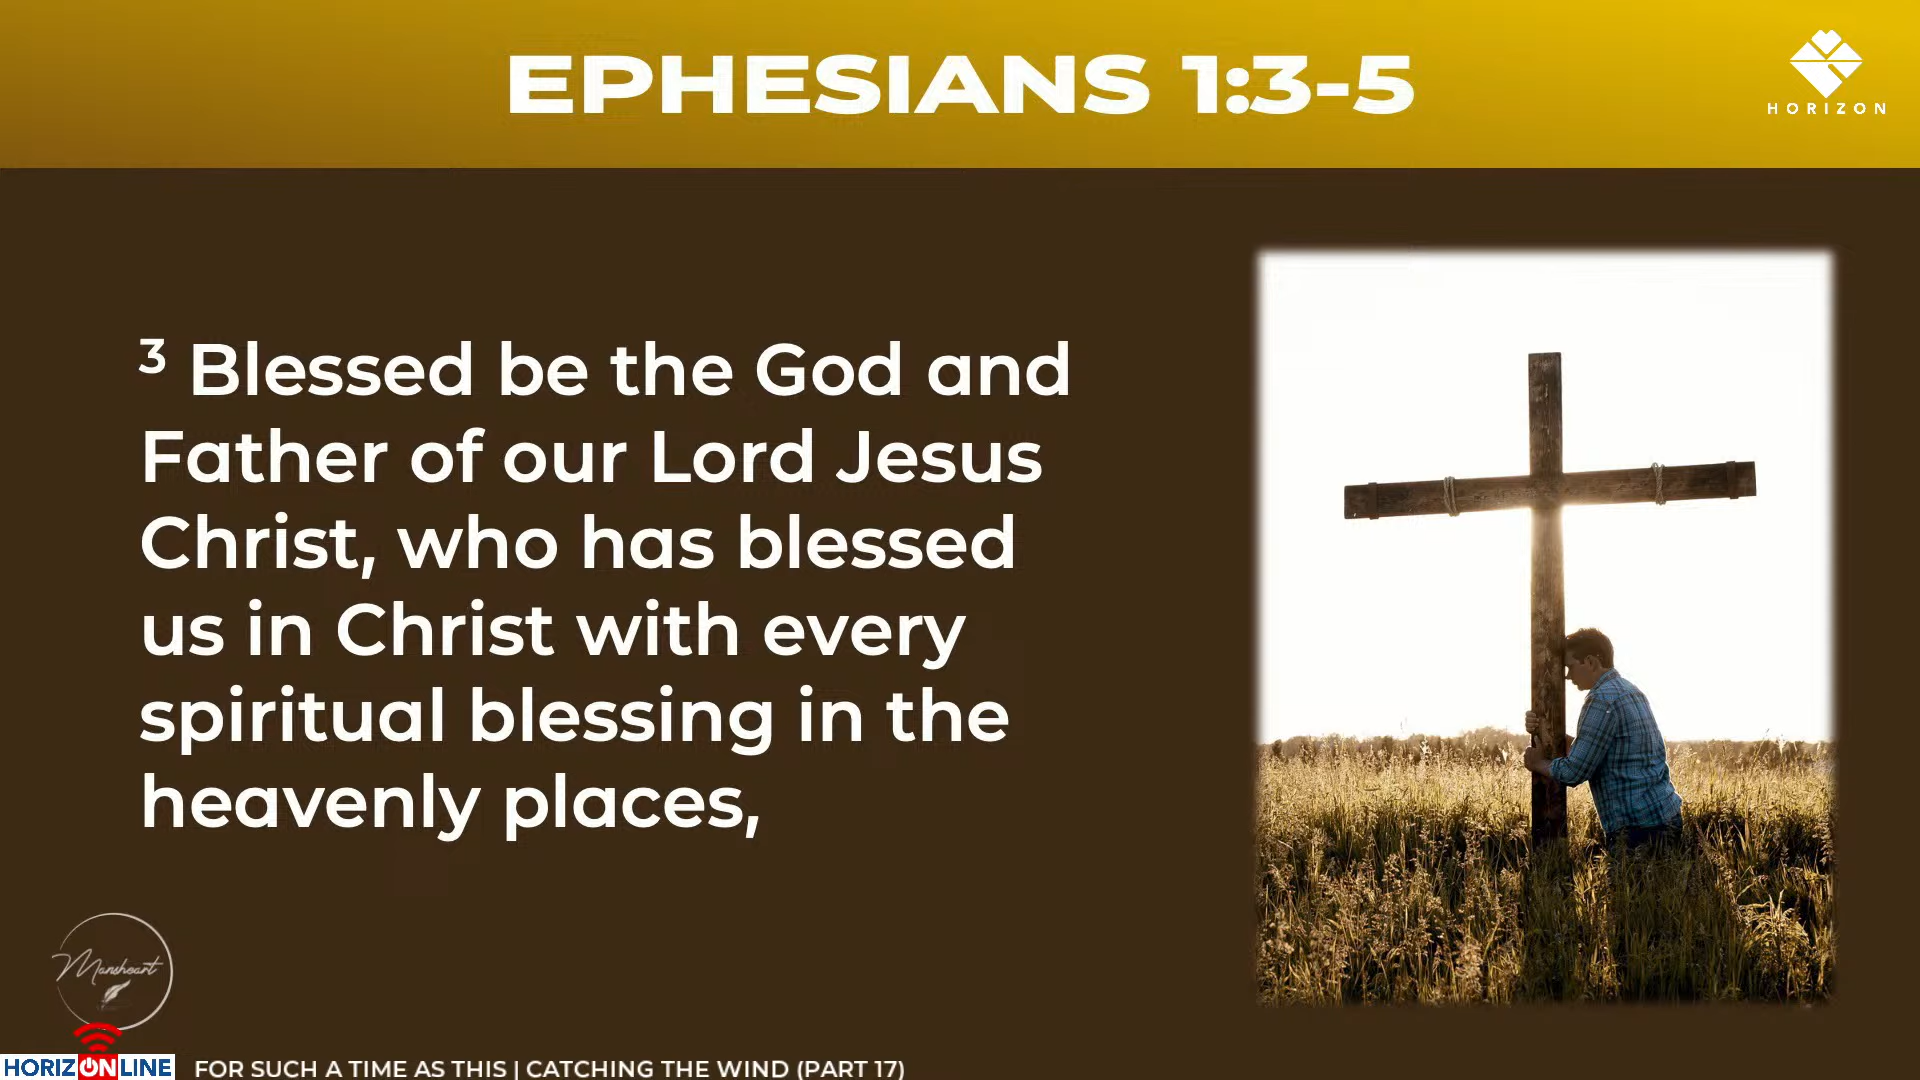 EPHESIANS 1:3-5
HORIZON
3 Blessed be the God and
Father of our Lord Jesus
Christ, who has blessed
us in Christ with every
spiritual blessing in the
heavenly places,
Mansheart
HORIZONLINE
FOR SUCH A TIME AS THIS | CATCHING THE WIND (PART 17)